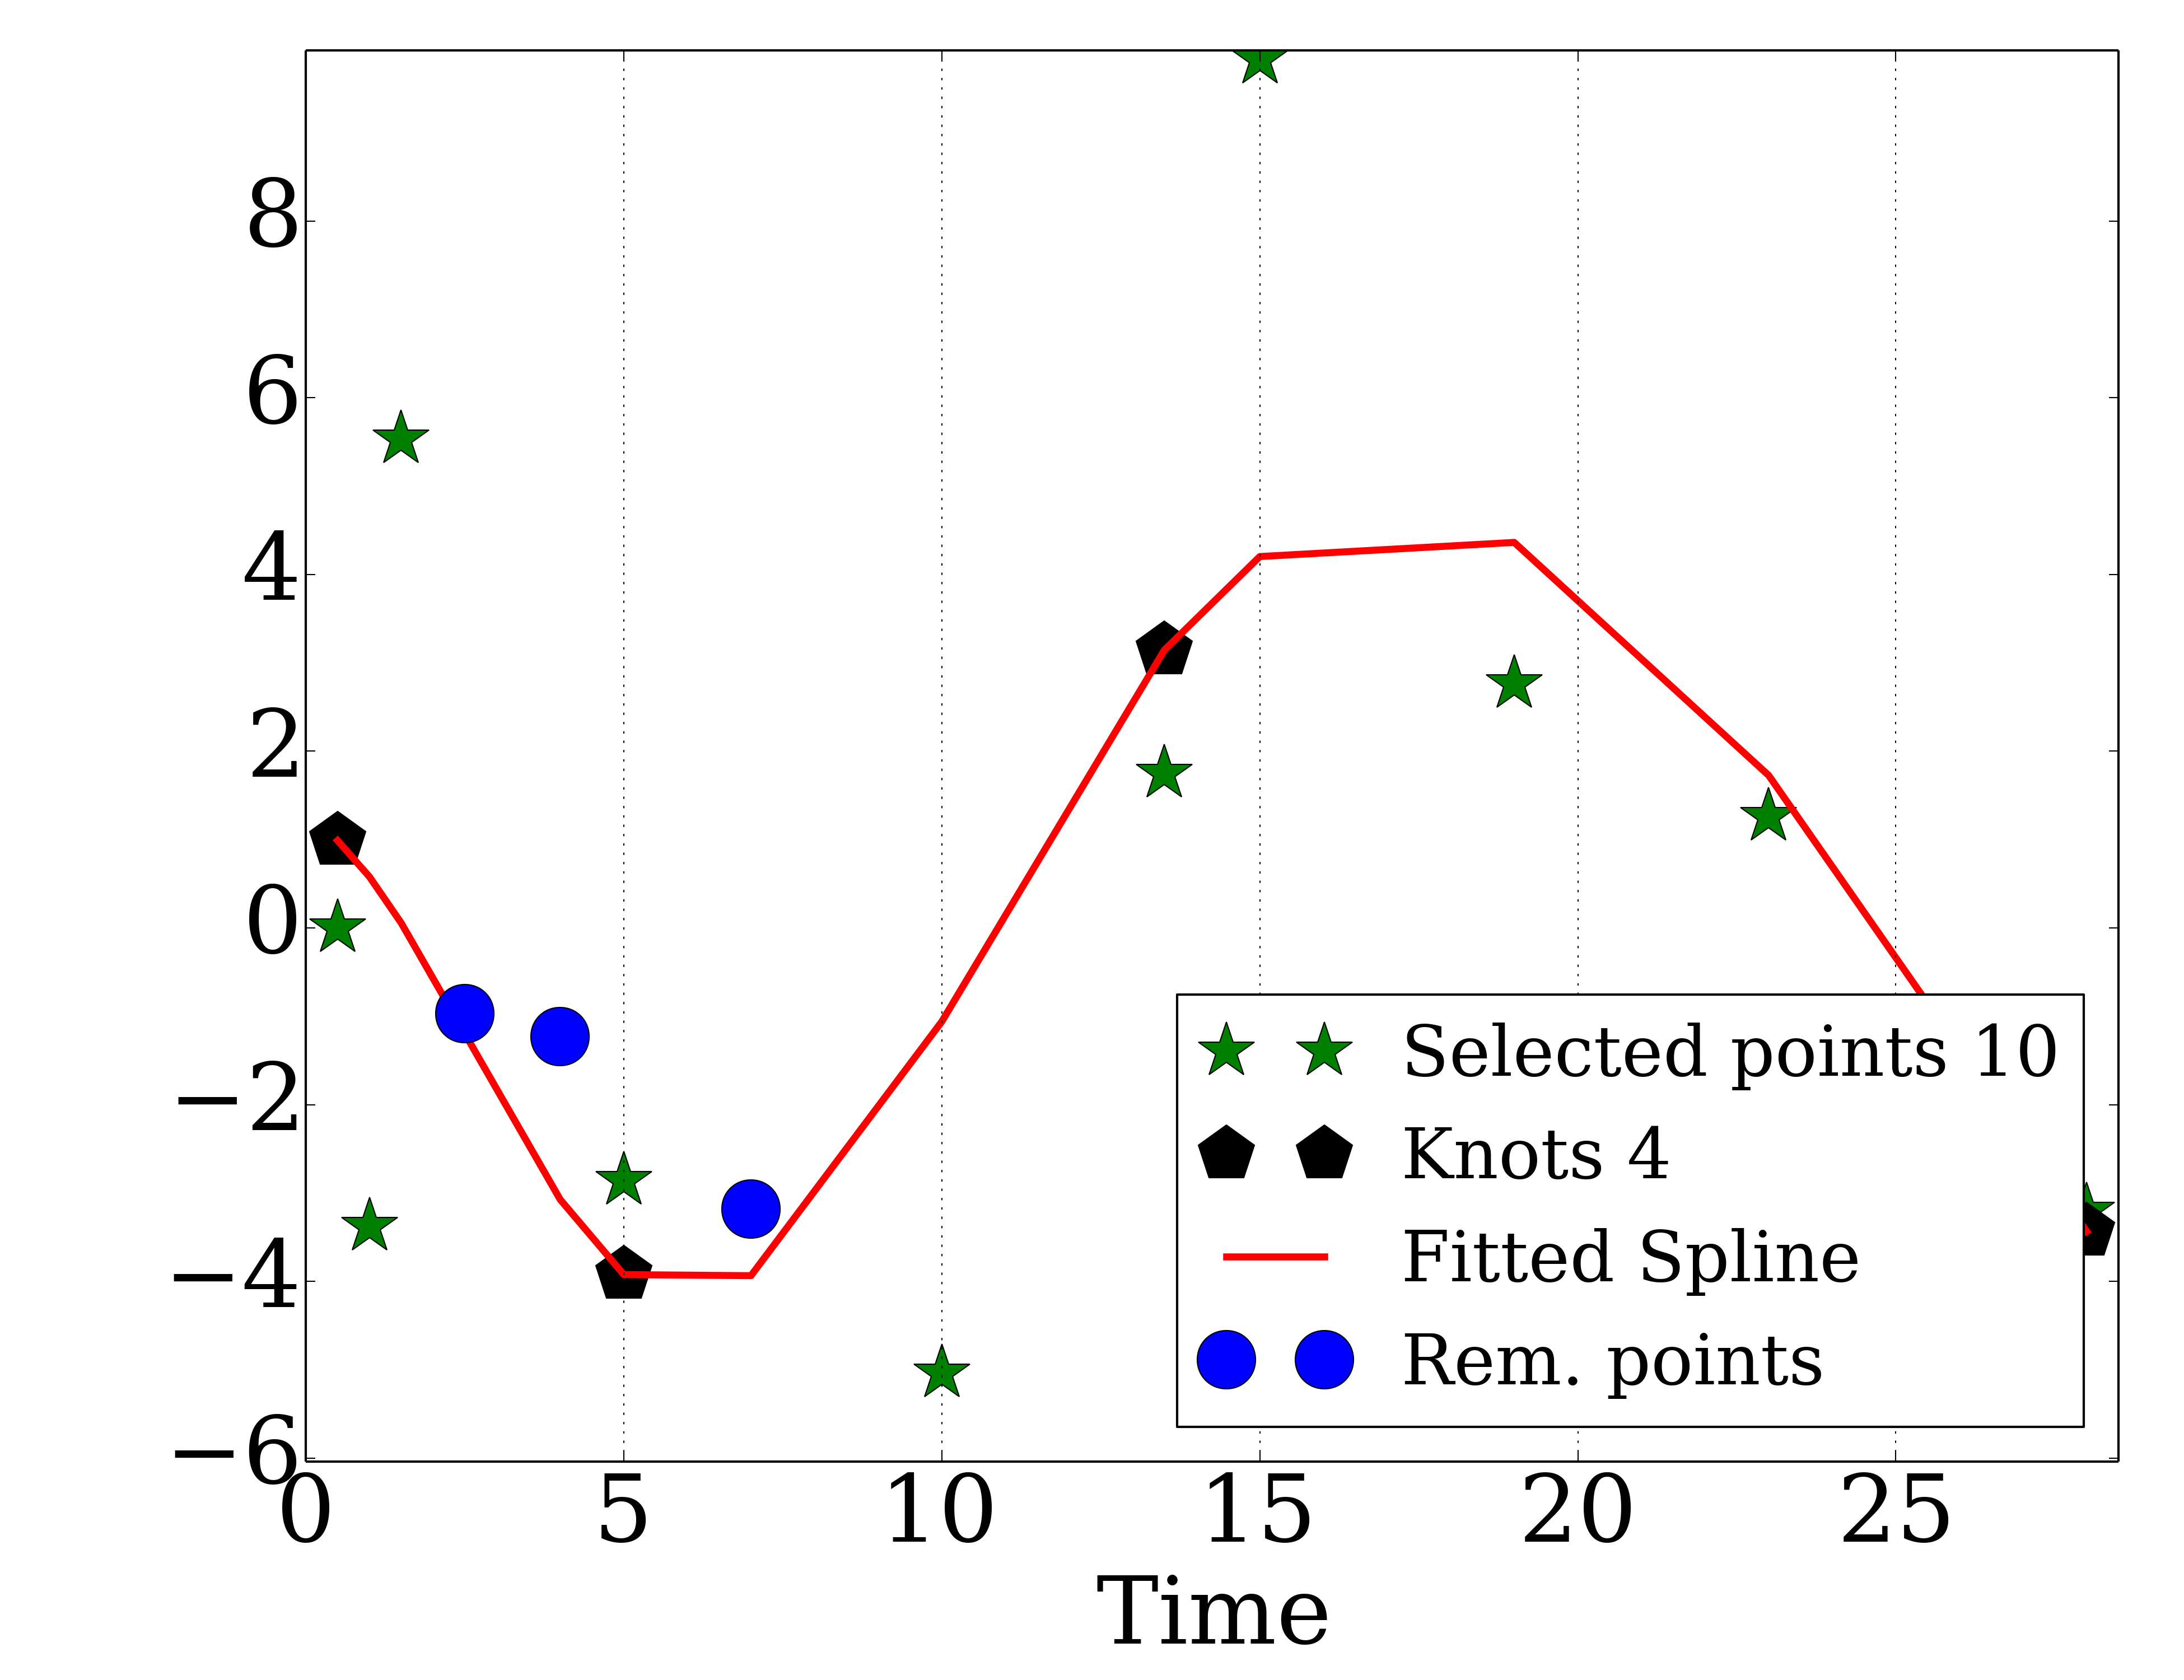 8
6
4
2
0
−2
−4
−6
0 5 10 15 20 25
Time
Selected points 10
Knots 4
Fitted Spline
Rem. points